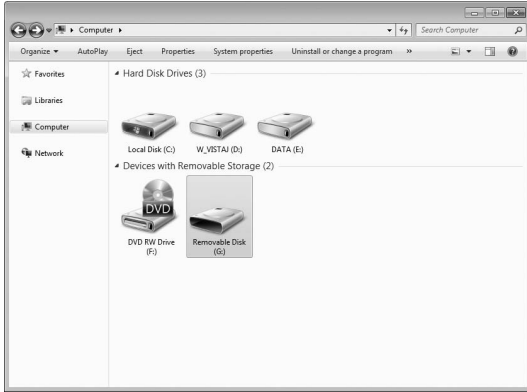 Computer
Search Computer
Organize
AutoPlay
Eject
Properties
System properties
Uninstall or change a program
»
Favorites
Libraries
Computer
Network
Hard Disk Drives (3)
Local Disk (C:)
W_VISTAJ (D:)
DATA (E:)
Devices with Removable Storage (2)
DVD
DVD RW Drive
(F:)
Removable Disk
(G:)